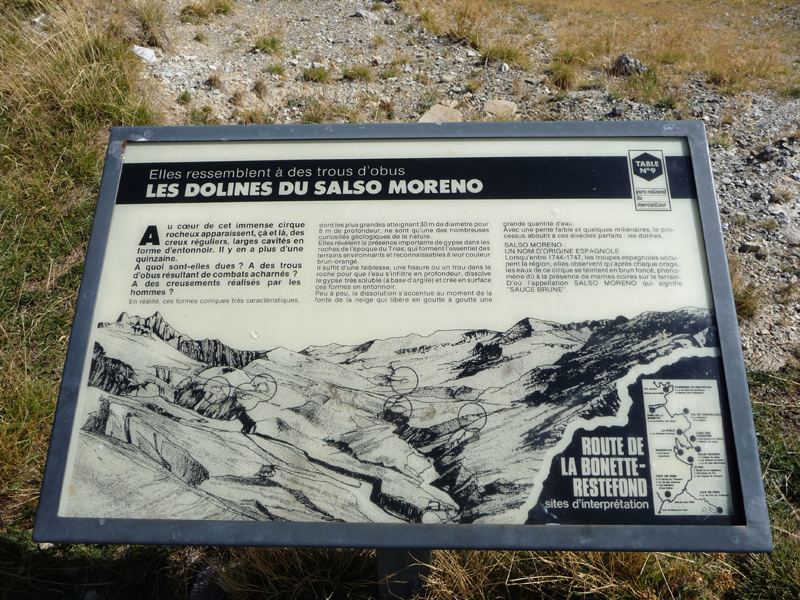 Elles ressemblent à des trous d'obus
LES DOLINES DU SALSO MORENO
TABLE
N°9
parc national
du
mercantour
Au cœur de cet immense cirque
rocheux apparaissent, çà et là, des
creux réguliers, larges cavités en
forme d'entonnoir. Il y en a plus d'une
quinzaine.
A quoi sont-elles dues ? A des trous
d'obus résultant de combats acharnés ?
A des creusements réalisés par les
hommes ?
En réalité, ces formes coniques très caractéristiques,
dont les plus grandes atteignent 30 m de diamètre pour
8 m de profondeur, ne sont qu'une des nombreuses
curiosités géologiques de la nature.
Elles révèlent la présence importante de gypse dans les
roches de l'époque du Trias, qui forment l'essentiel des
terrains environnants et reconnaissables à leur couleur
brun-orangé.
Il suffit d'une faiblesse, une fissure ou un trou dans la
roche pour que l'eau s'infiltre en profondeur, dissolve
le gypse très soluble (à base d'argile) et crée en surface
ces formes en entonnoir.
Peu à peu, la dissolution s'accentue au moment de la
fonte de la neige qui libère en goutte à goutte une
grande quantité d'eau.
Avec une pente faible et quelques millénaires, le pro-
cessus aboutit à ces alvéoles parfaits : les dolines.
SALSO MORENO :
UN NOM D'ORIGINE ESPAGNOLE
Lorsqu'entre 1744-1747, les troupes espagnoles occu-
pent la région, elles observent qu'après chaque orage,
les eaux de ce cirque se teintent en brun foncé, phéno-
mène dû à la présence de marnes noires sur le terrain.
D'où l'appellation SALSO MORENO qui signifie
"SAUCE BRUNE".
ROUTE DE
LA BONETTE-
RESTEFOND
sites d'interprétation